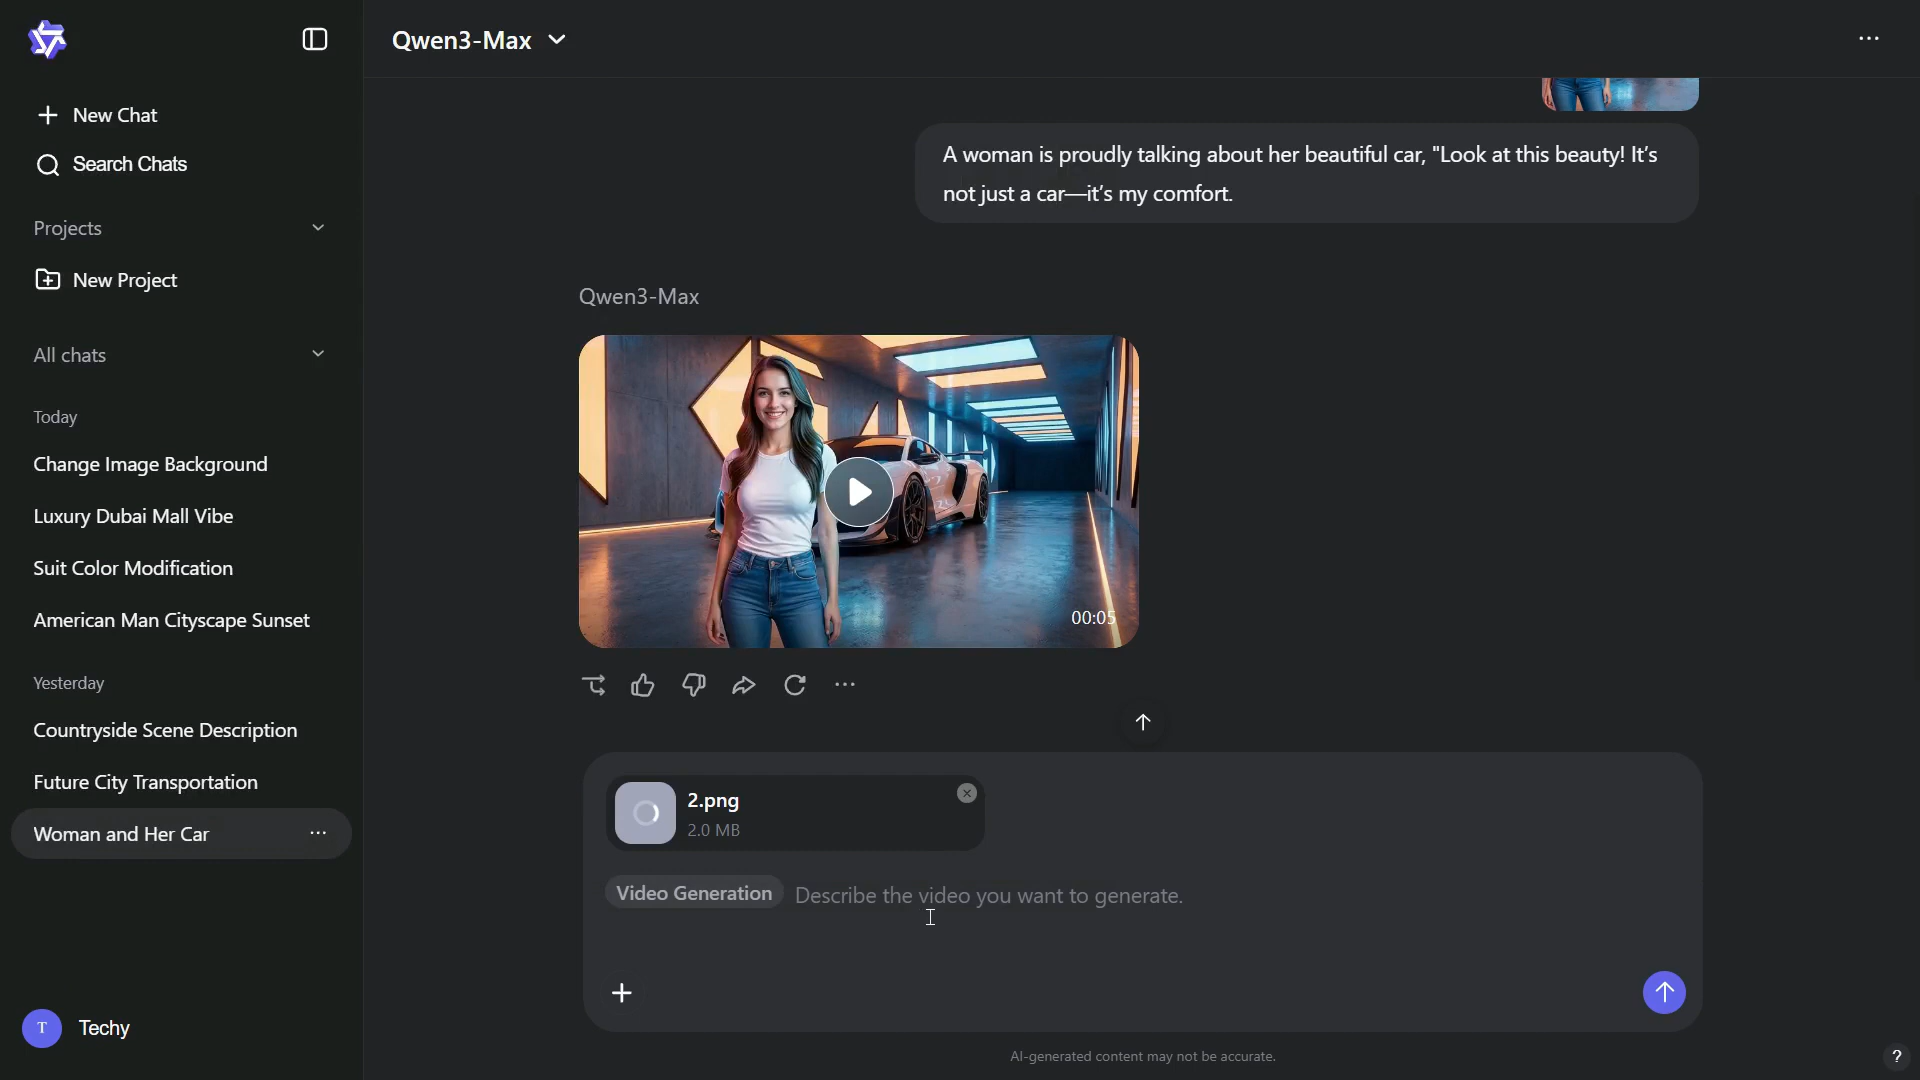 Qwen3-Max
New Chat
Search Chats
Projects
New Project
All chats
Today
Change Image Background
Luxury Dubai Mall Vibe
Suit Color Modification
American Man Cityscape Sunset
Yesterday
Countryside Scene Description
Future City Transportation
Woman and Her Car
T
Techy
A woman is proudly talking about her beautiful car, "Look at this beauty! It's
not just a car—it's my comfort.
Qwen3-Max
00:05
2.png
2.0 MB
Video Generation Describe the video you want to generate.
AI-generated content may not be accurate.
?